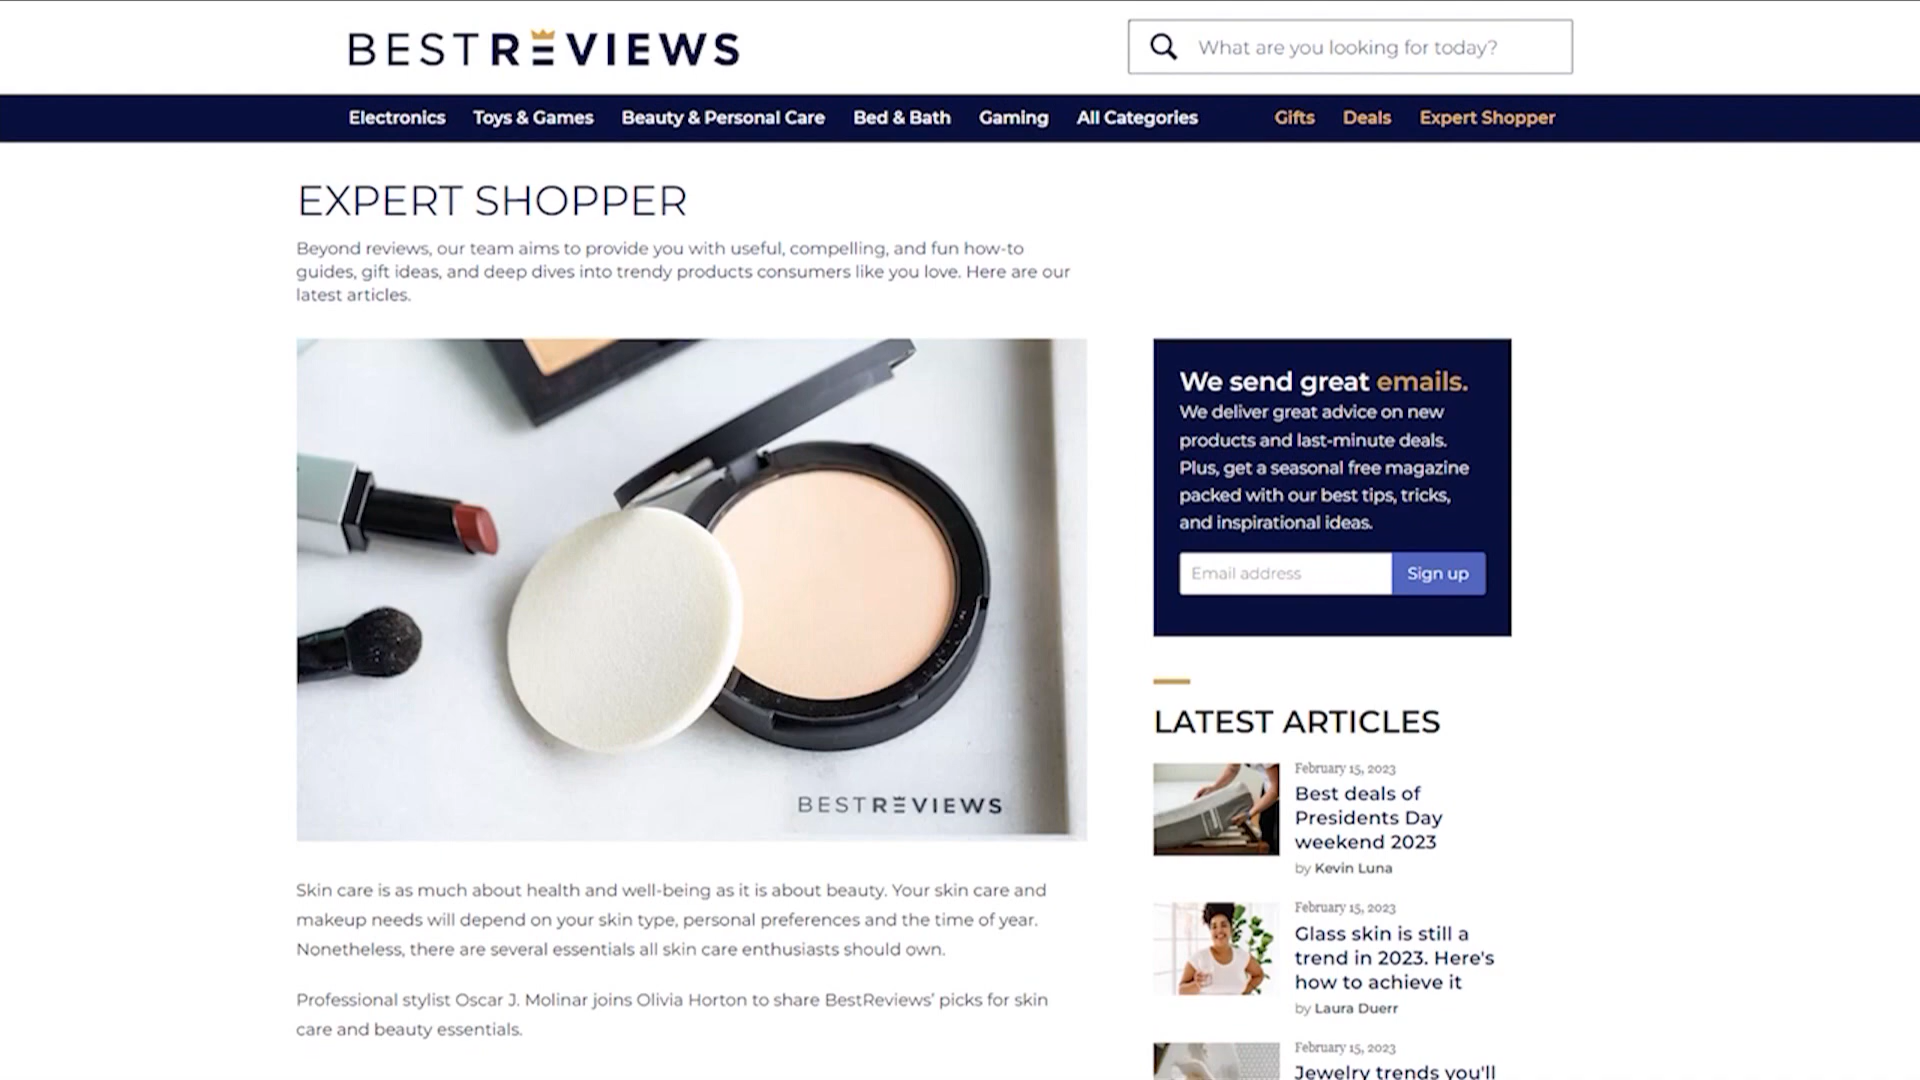 BESTREVIEWS
What are you looking for today?
Electronics Toys & Games Beauty & Personal Care Bed & Bath Gaming All Categories Gifts Deals Expert Shopper
EXPERT SHOPPER
Beyond reviews, our team aims to provide you with useful, compelling, and fun how-to
guides, gift ideas, and deep dives into trendy products consumers like you love. Here are our
latest articles.
BESTREVIEWS
Skin care is as much about health and well-being as it is about beauty. Your skin care and
makeup needs will depend on your skin type, personal preferences and the time of year.
Nonetheless, there are several essentials all skin care enthusiasts should own.
Professional stylist Oscar J. Molinar joins Olivia Horton to share BestReviews’ picks for skin
care and beauty essentials.
We send great emails.
We deliver great advice on new
products and last-minute deals.
Plus, get a seasonal free magazine
packed with our best tips, tricks,
and inspirational ideas.
Email address Sign up
LATEST ARTICLES
February 15, 2023
Best deals of
Presidents Day
weekend 2023
by Kevin Luna
February 15, 2023
Glass skin is still a
trend in 2023. Here's
how to achieve it
by Laura Duerr
February 15, 2023
Jewelry trends you'll